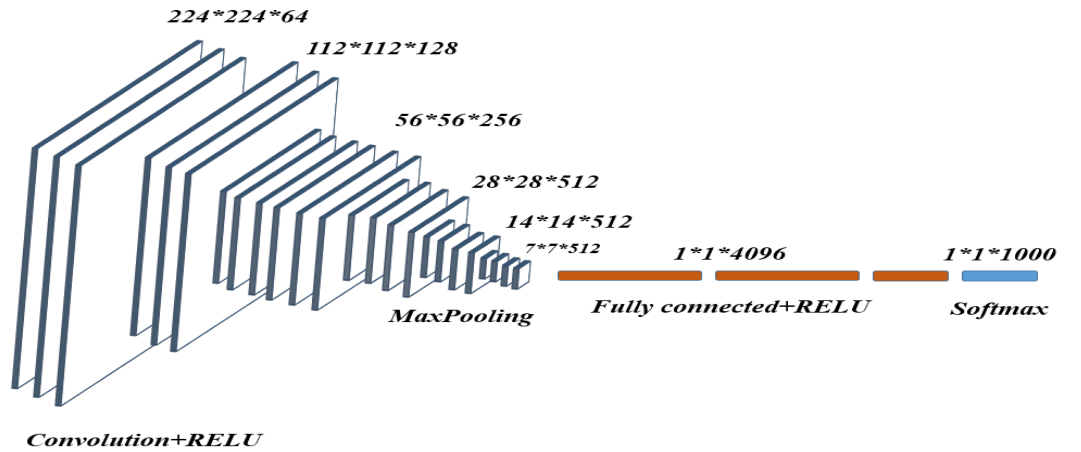 224*224*64
112*112*128
56*56*256
28*28*512
14*14*512
7*7*512
1*1*4096
1*1*1000
MaxPooling
Fully connected+RELU
Softmax
Convolution+RELU